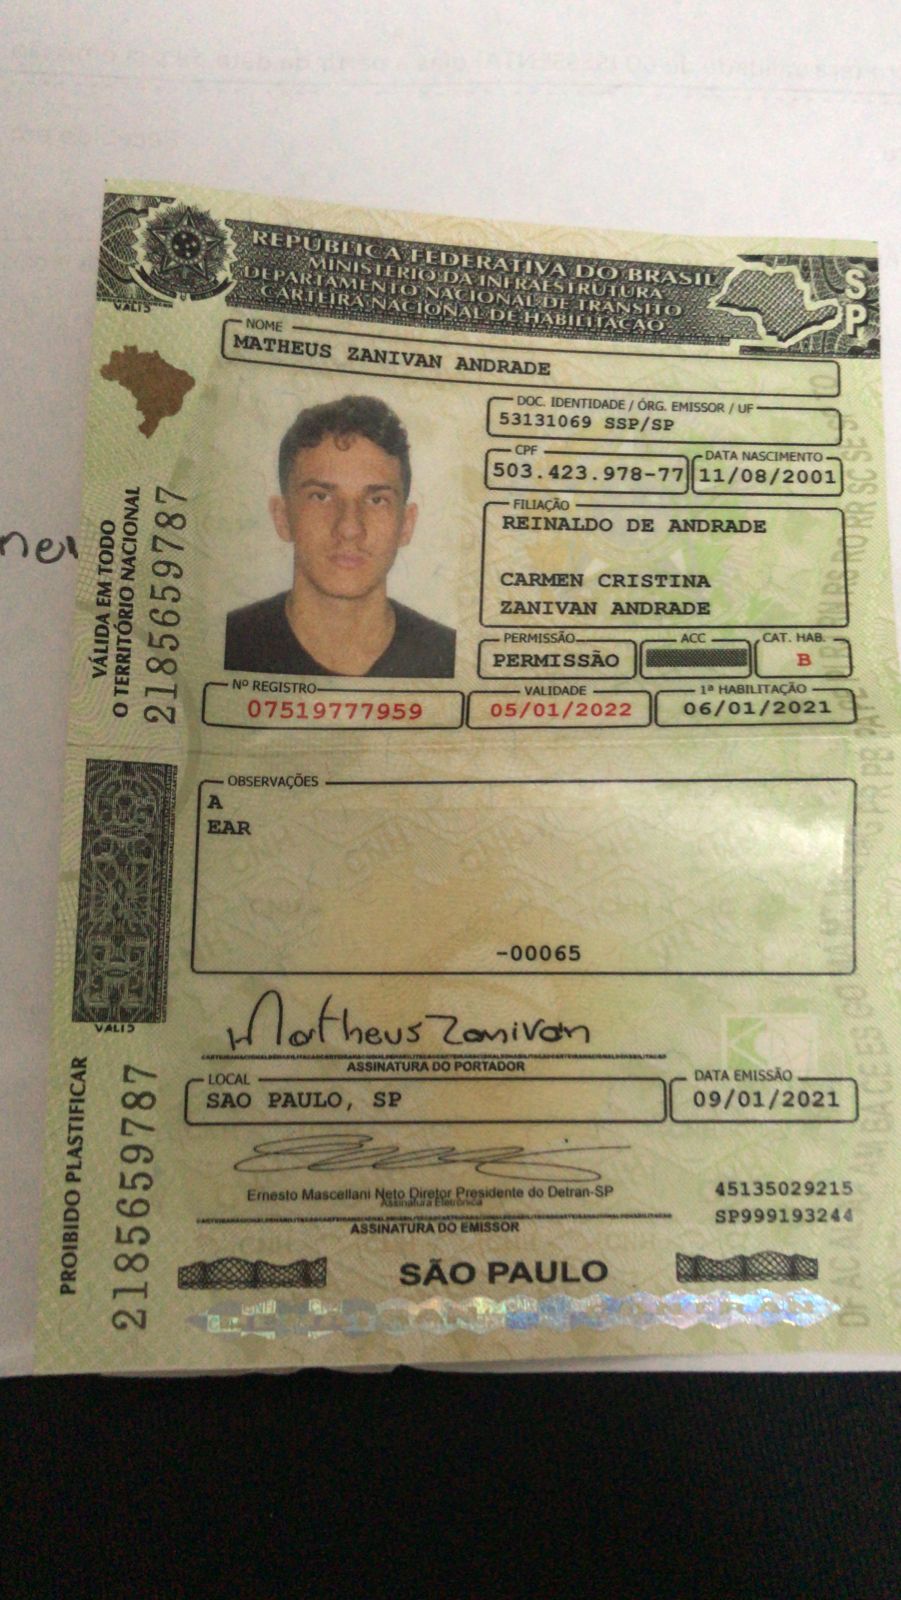 REPÚBLICA FEDERATIVA DO BRASIL
MINISTÉRIO DA INFRAESTRUTURA
DEPARTAMENTO NACIONAL DE TRÂNSITO
CARTEIRA NACIONAL DE HABILITAÇÃO
SP
VALID
NOME
MATHEUS ZANIVAN ANDRADE
DOC. IDENTIDADE / ÓRG. EMISSOR / UF
53131069 SSP/SP
CPF
503.423.978-77
DATA NASCIMENTO
11/08/2001
FILIAÇÃO
REINALDO DE ANDRADE
CARMEN CRISTINA
ZANIVAN ANDRADE
PERMISSÃO
PERMISSÃO
ACC
CAT. HAB.
B
Nº REGISTRO
07519777959
VALIDADE
05/01/2022
1ª HABILITAÇÃO
06/01/2021
VÁLIDA EM TODO
O TERRITÓRIO NACIONAL
2185659787
OBSERVAÇÕES
A
EAR
-00065
VALID
Matheus Zanivan
ASSINATURA DO PORTADOR
LOCAL
SAO PAULO, SP
DATA EMISSÃO
09/01/2021
PROIBIDO PLASTIFICAR
2185659787
Ernesto Mascellani Neto Diretor Presidente do Detran-SP
Assinatura Eletrônica
ASSINATURA DO EMISSOR
45135029215
SP999193244
SÃO PAULO